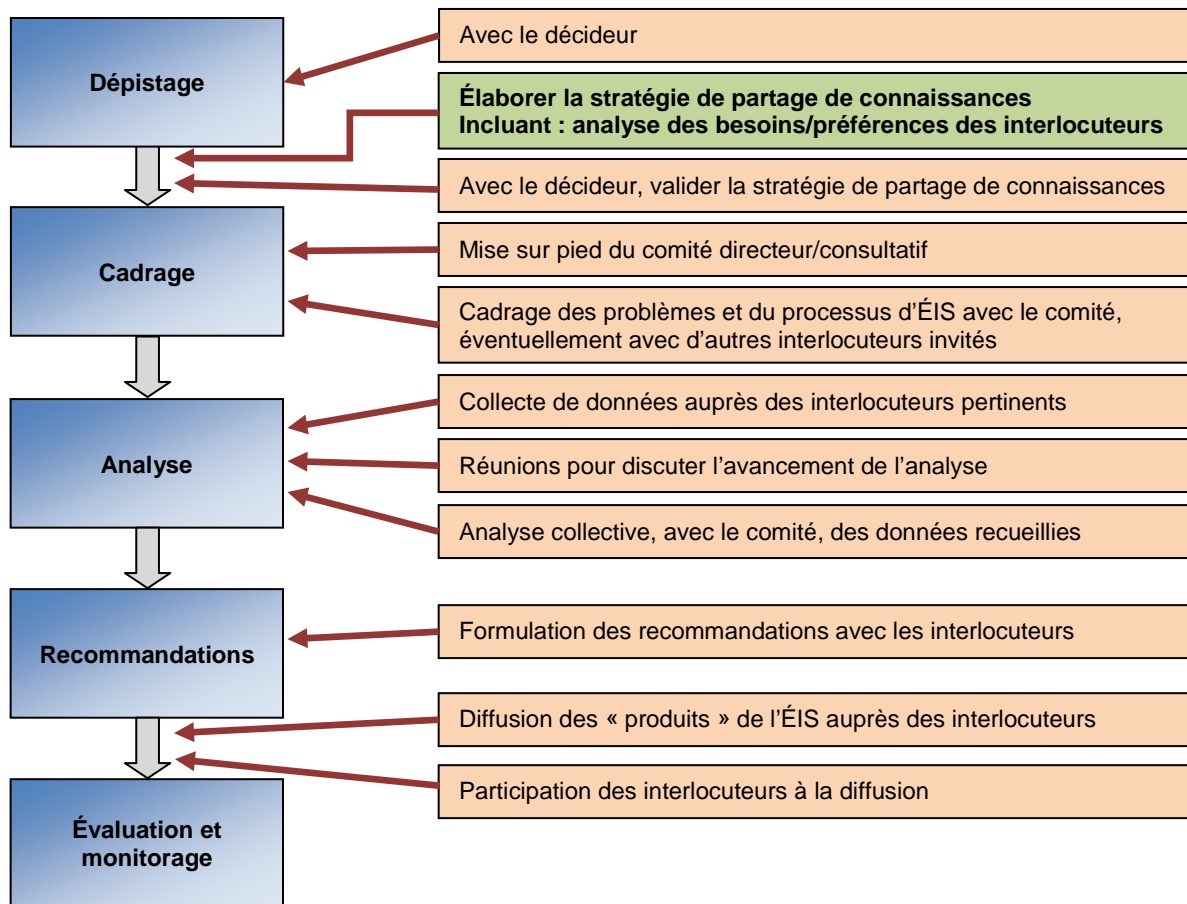 Dépistage
Avec le décideur
Élaborer la stratégie de partage de connaissances
Incluant : analyse des besoins/préférences des interlocuteurs
Avec le décideur, valider la stratégie de partage de connaissances
Cadrage
Mise sur pied du comité directeur/consultatif
Cadrage des problèmes et du processus d’ÉIS avec le comité,
éventuellement avec d’autres interlocuteurs invités
Analyse
Collecte de données auprès des interlocuteurs pertinents
Réunions pour discuter l’avancement de l’analyse
Analyse collective, avec le comité, des données recueillies
Recommandations
Formulation des recommandations avec les interlocuteurs
Diffusion des « produits » de l’ÉIS auprès des interlocuteurs
Participation des interlocuteurs à la diffusion
Évaluation et
monitorage